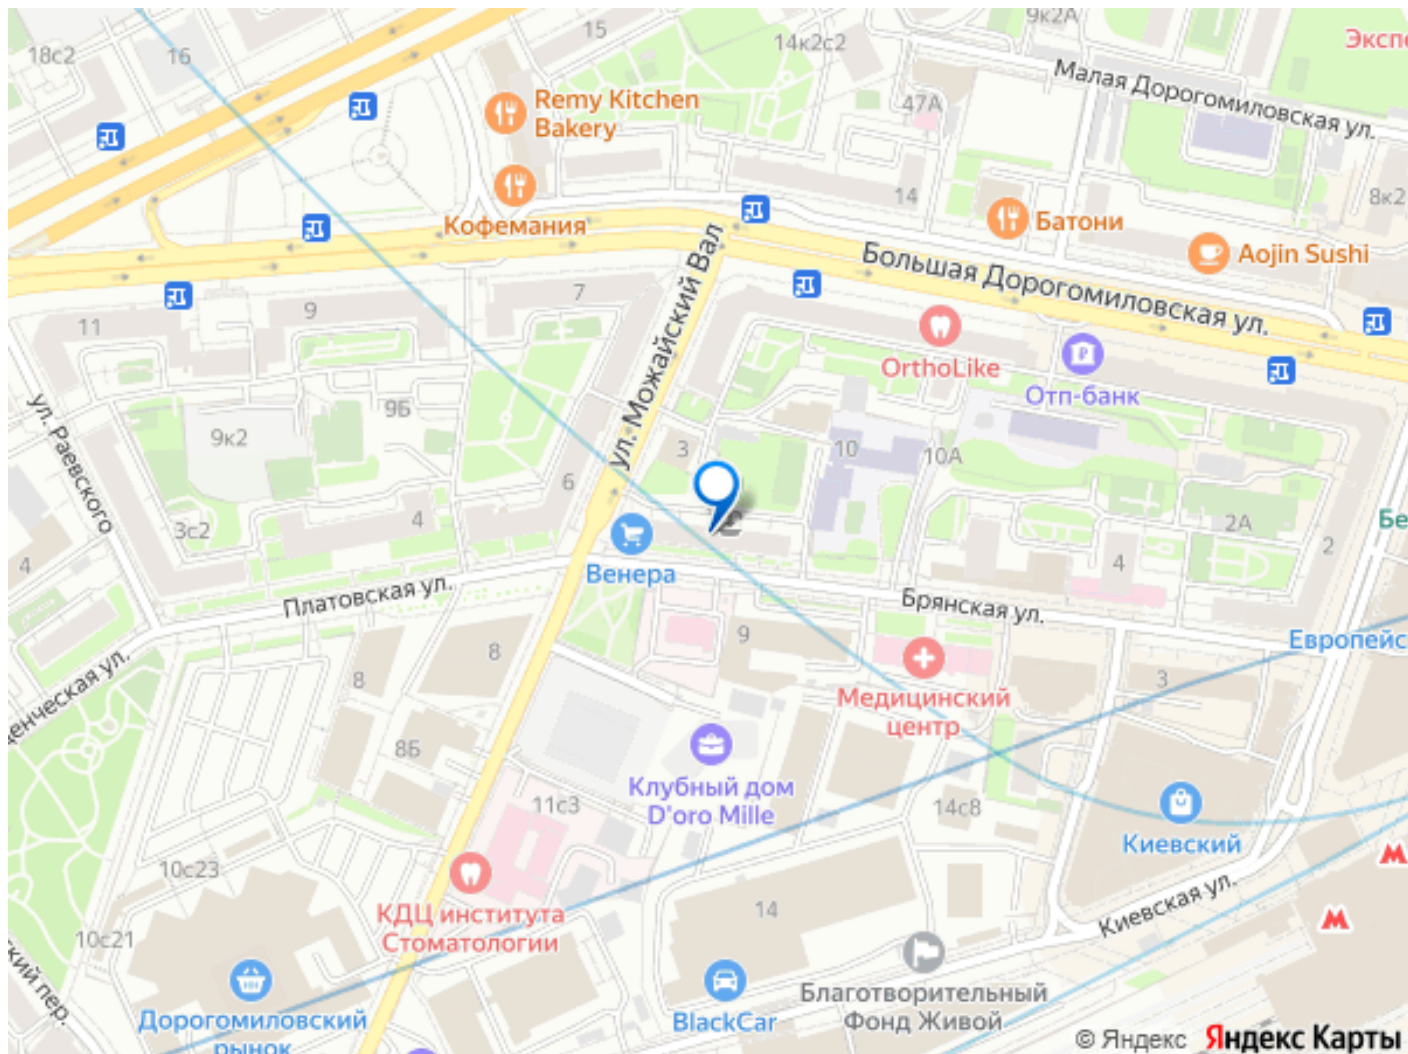 9к2А
15
18с2
16
14к2с2
Эксп
Малая Дорогомиловская ул.
Remy Kitchen
Bakery
47А
14
8к2
Кофемания
Батони
Aojin Sushi
Большая Дорогомиловская ул.
ул. Можайский Вал
7
9
11
OrthoLike
Отп-банк
ул. Раевского
9Б
9к2
3
10
10А
6
3с2
4
2А
Бе
2
4
4
Венера
Платовская ул.
Брянская ул.
9
Европейс
8
8
3
денческая ул.
Медицинский
центр
8Б
Клубный дом
D'oro Mille
11с3
14с8
Киевский
10с23
КДЦ института
Стоматологии
14
Киевская ул.
10с21
ский пер.
Дорогомиловский
рынок
BlackCar
Благотворительный
Фонд Живой
© Яндекс Яндекс Карты